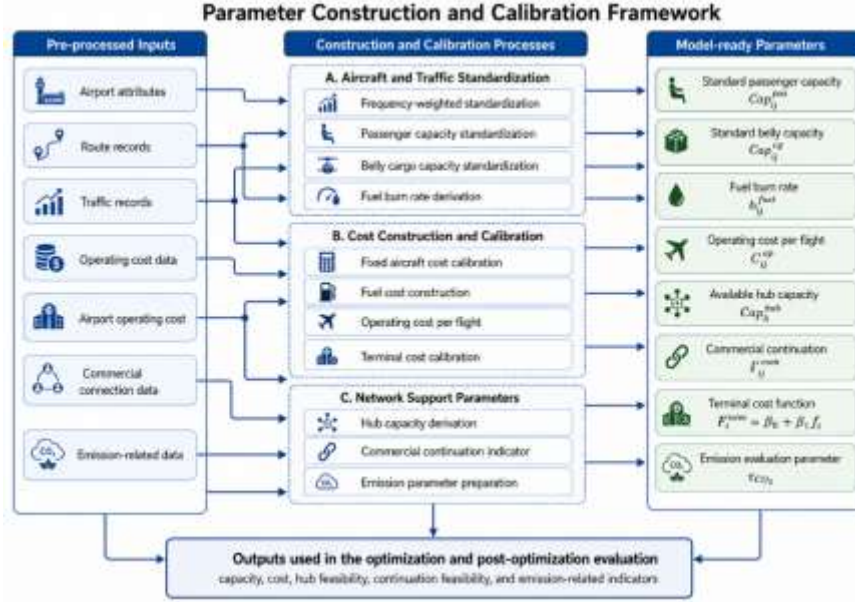 Parameter Construction and Calibration Framework
Pre-processed Inputs
Airport attributes
Route records
Traffic records
Operating cost data
Airport operating cost
Commercial
connection data
Emission-related data
Construction and Calibration Processes
A. Aircraft and Traffic Standardization
Frequency-weighted standardization
Passenger capacity standardization
Belly cargo capacity standardization
Fuel burn rate derivation
B. Cost Construction and Calibration
Fixed aircraft cost calibration
Fuel cost construction
Operating cost per flight
Terminal cost calibration
C. Network Support Parameters
Hub capacity derivation
Commercial continuation indicator
Emission parameter preparation
Model-ready Parameters
Standard passenger capacity
Standard belly capacity
Fuel burn rate
Operating cost per flight
Available hub capacity
Commercial continuation
Terminal cost function
Emission evaluation parameter
Outputs used in the optimization and post-optimization evaluation
capacity, cost, hub feasibility, continuation feasibility, and emission-related indicators